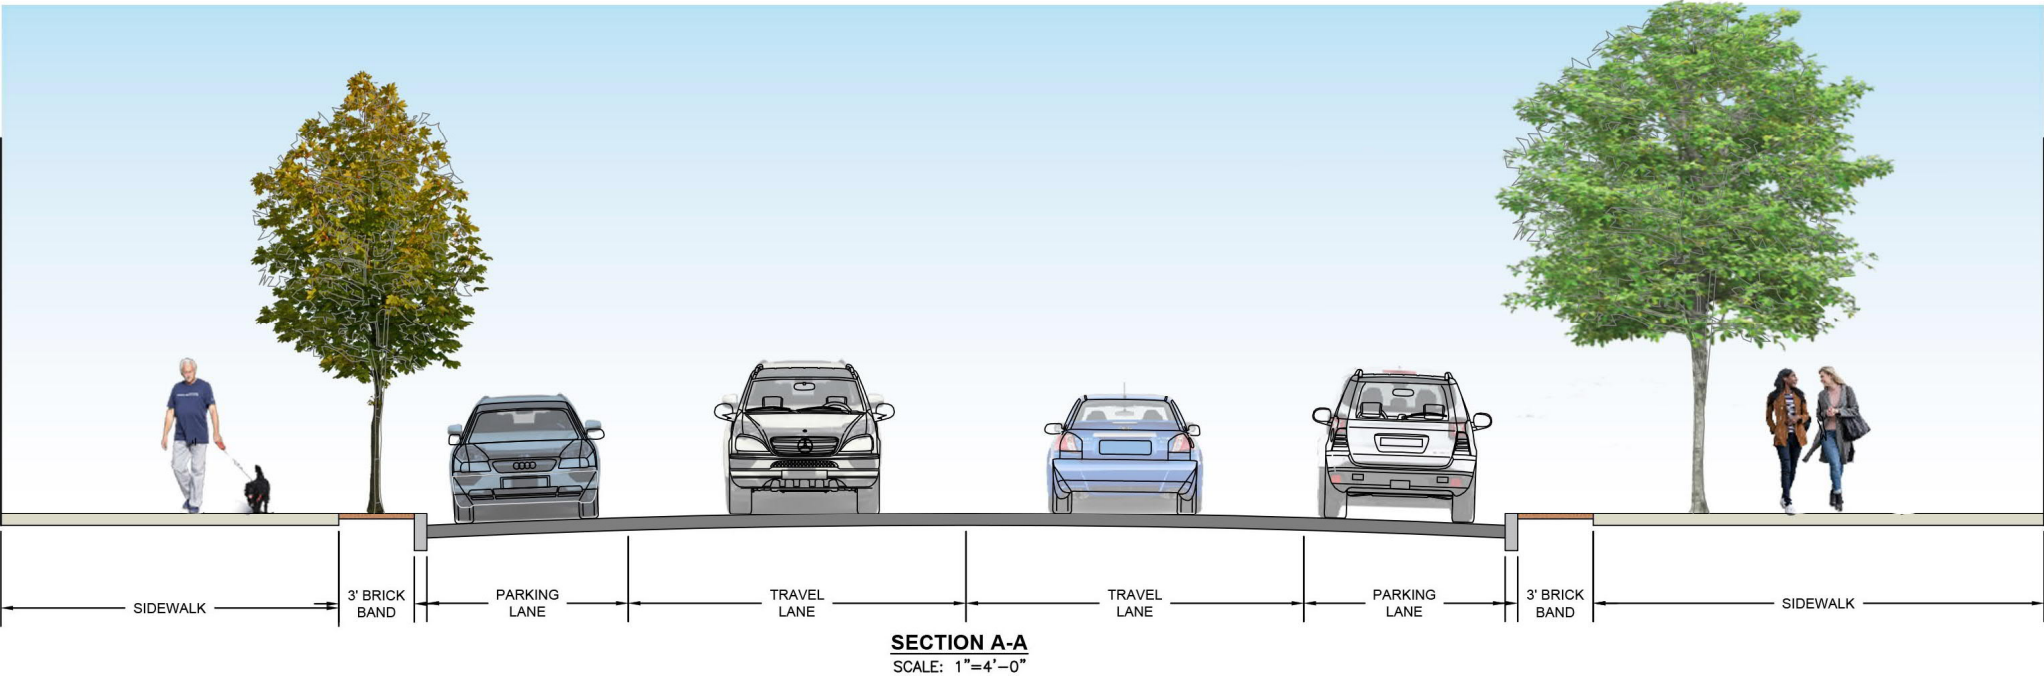 SIDEWALK
3' BRICK
BAND
PARKING
LANE
TRAVEL
LANE
TRAVEL
LANE
PARKING
LANE
3' BRICK
BAND
SIDEWALK
SECTION A-A
SCALE: 1"=4'-0"